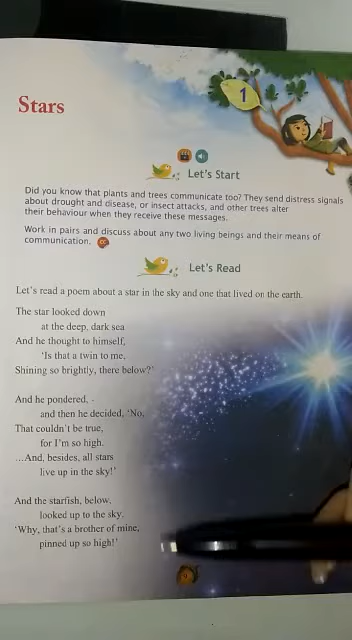 1
Stars
Let's Start
Did you know that plants and trees communicate too? They send distress signals
about drought and disease, or insect attacks, and other trees alter
their behaviour when they receive these messages.
Work in pairs and discuss about any two living beings and their means of
communication.
Let's Read
Let's read a poem about a star in the sky and one that lived on the earth.
The star looked down
at the deep, dark sea
And he thought to himself,
'Is that a twin to me,
Shining so brightly, there below?'
And he pondered,
and then he decided, 'No,
That couldn't be true,
for I'm so high.
...And, besides, all stars
live up in the sky!'
And the starfish, below,
looked up to the sky.
'Why, that's a brother of mine,
pinned up so high!'